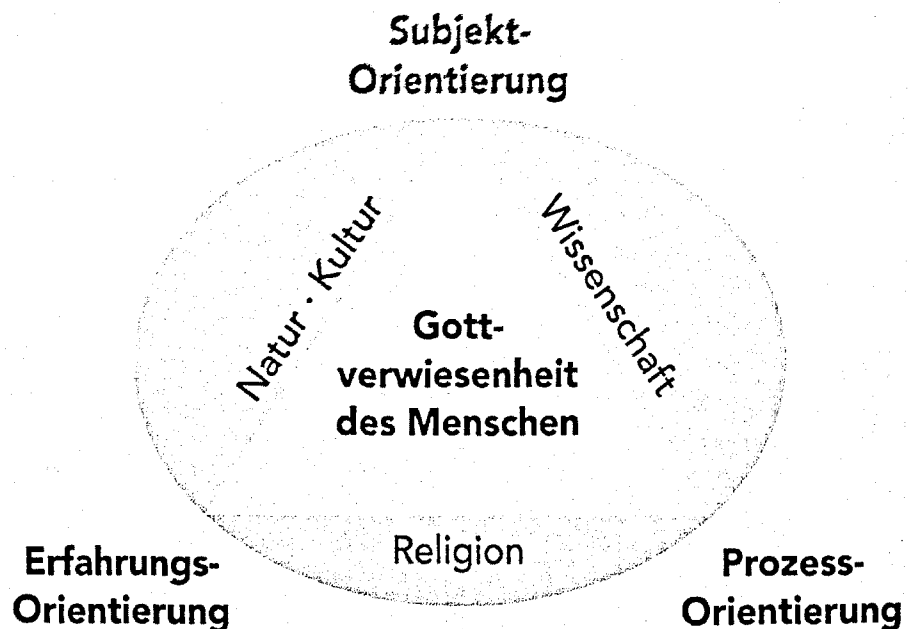 Subjekt-
Orientierung
Natur · Kultur
Wissenschaft
Gott-
verwiesenheit
des Menschen
Religion
Erfahrungs-
Orientierung
Prozess-
Orientierung